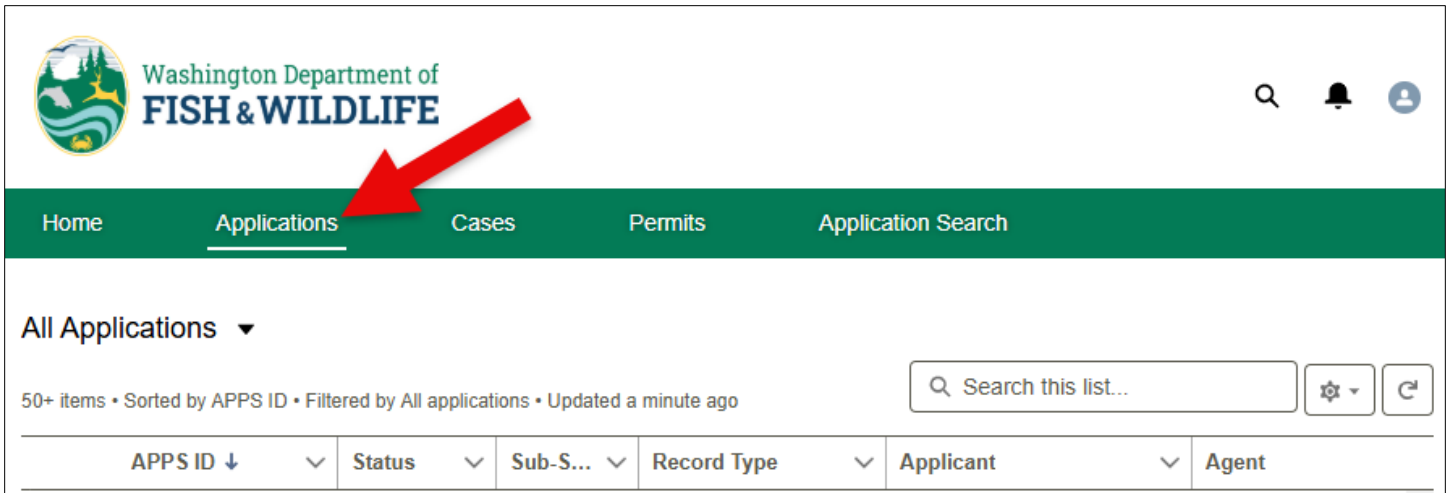 Washington Department of
FISH & WILDLIFE
Home Applications Cases Permits Application Search
All Applications
50+ items • Sorted by APPS ID • Filtered by All applications • Updated a minute ago
Search this list...
APPS ID Status Sub-S... Record Type Applicant Agent